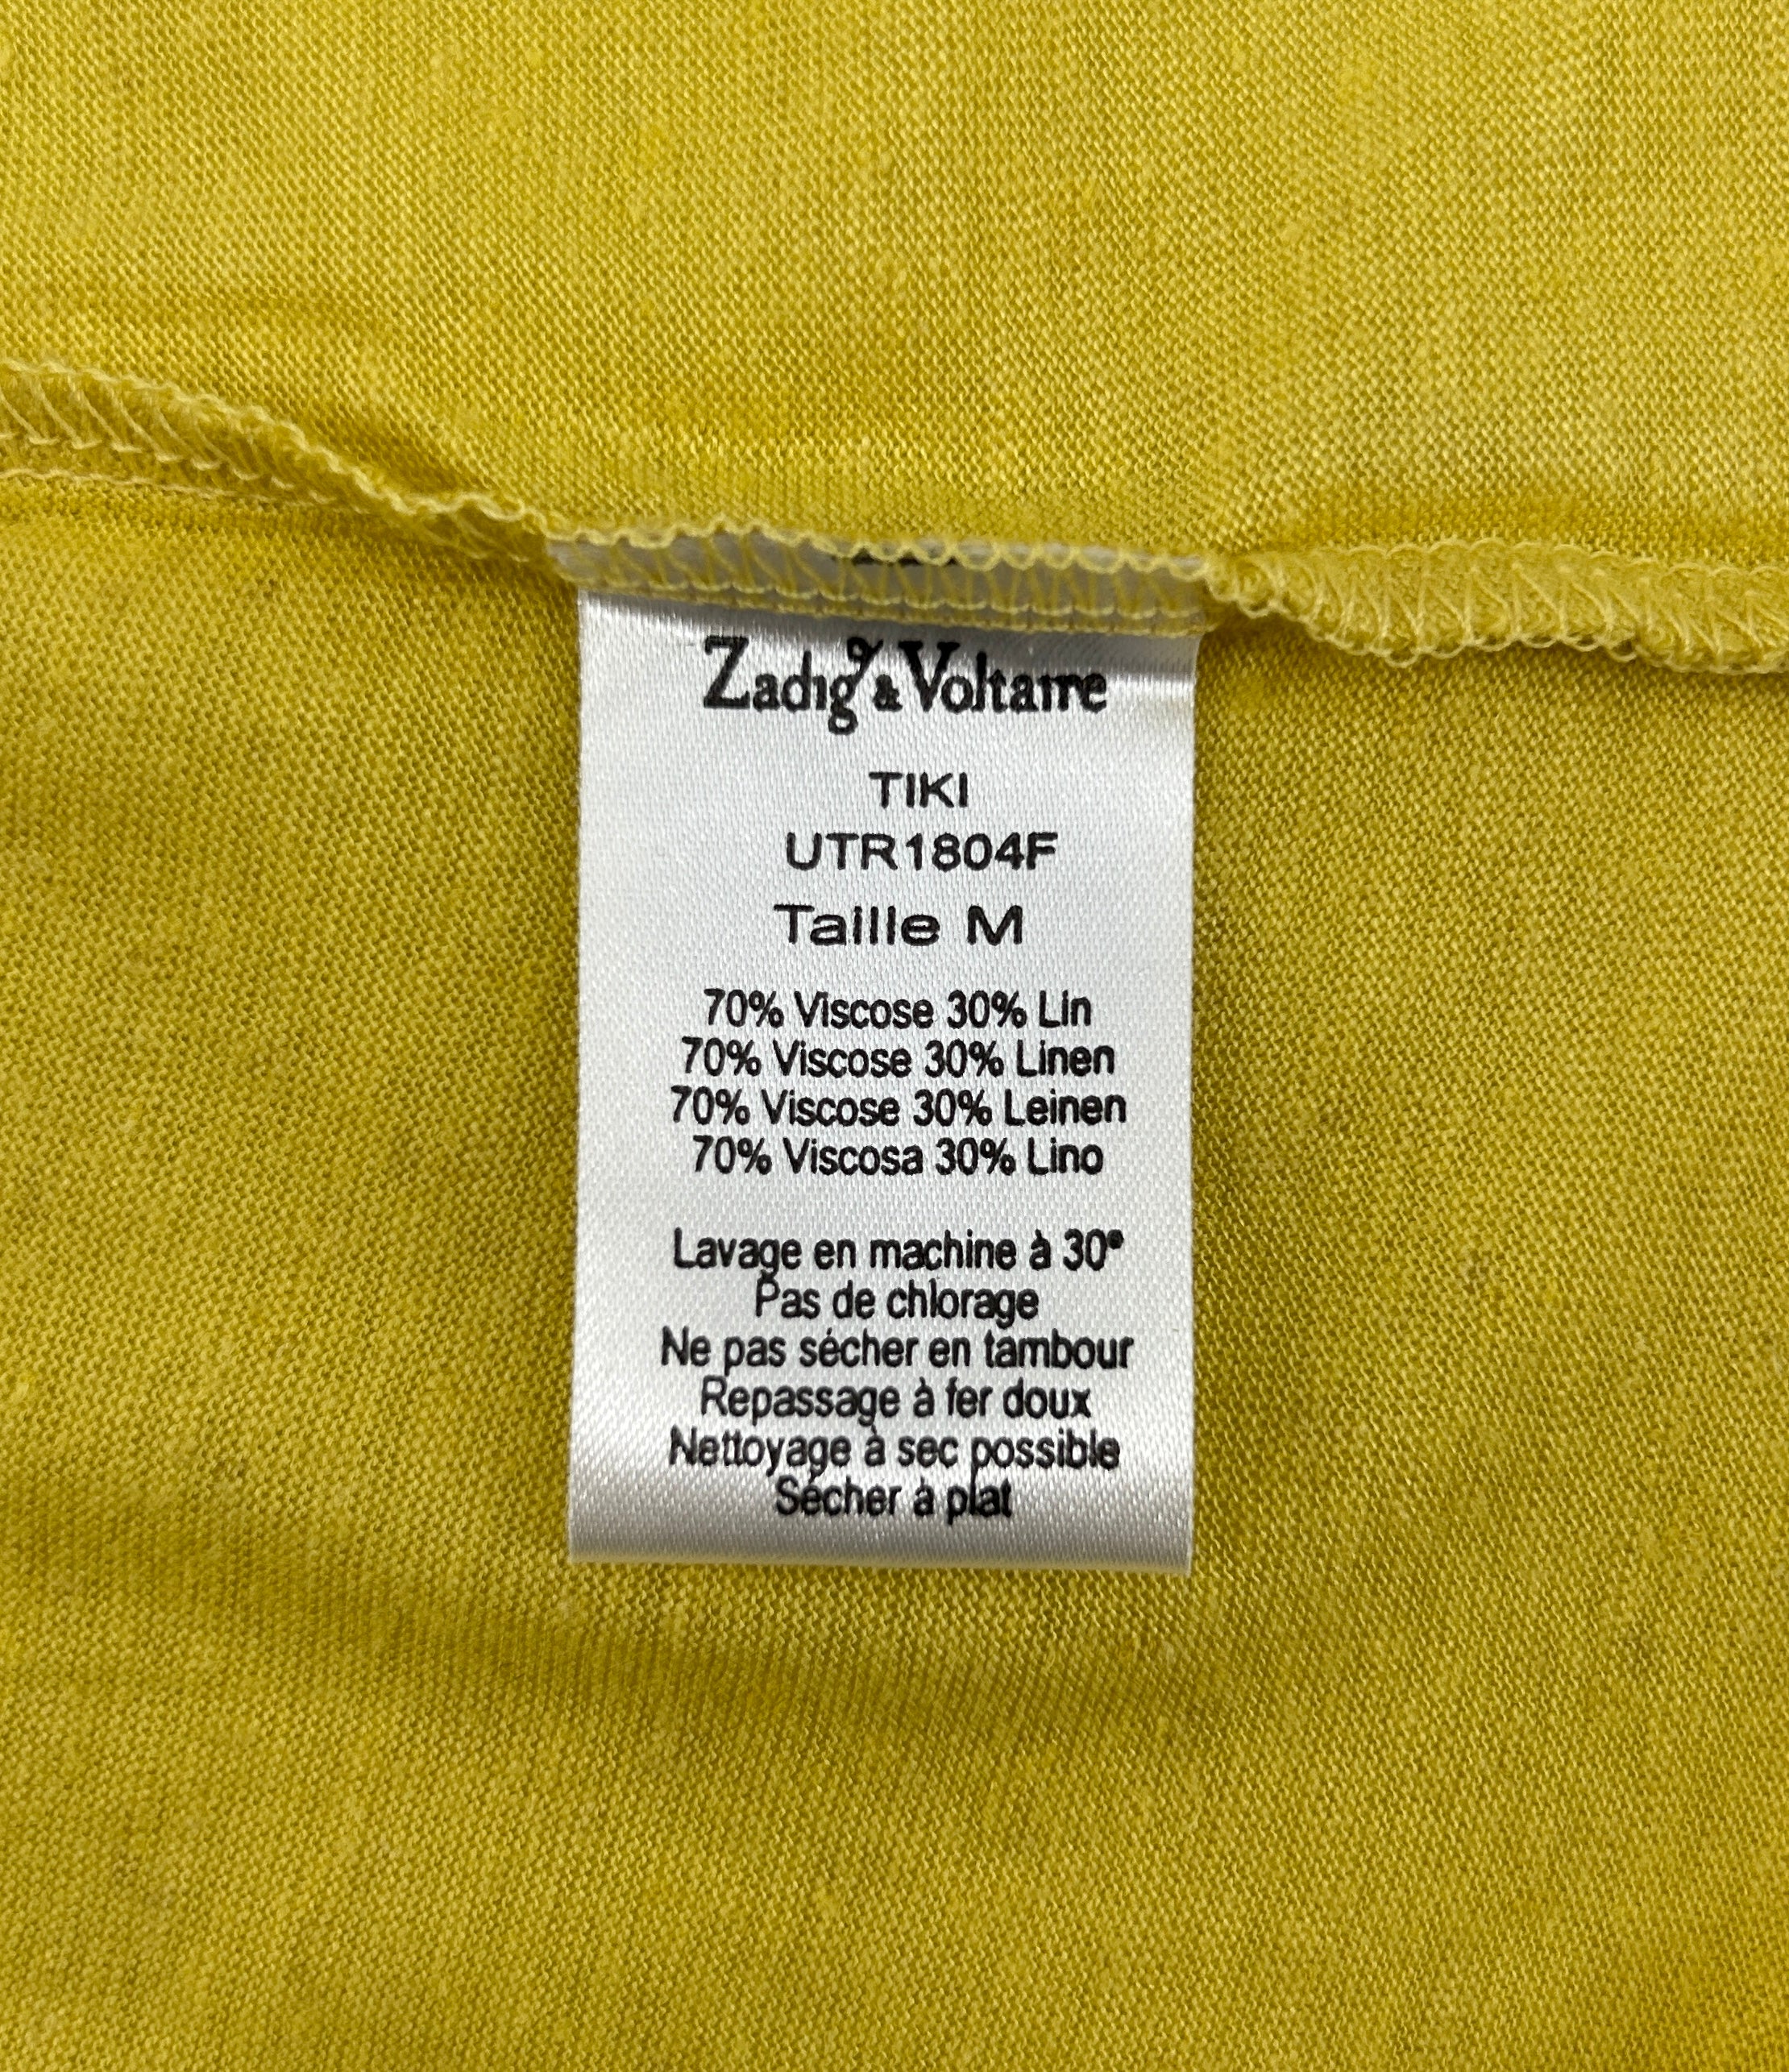 Zadig & Voltaire
TIKI
UTR1804F
Taille M
70% Viscose 30% Lin
70% Viscose 30% Linen
70% Viscose 30% Leinen
70% Viscosa 30% Lino
Lavage en machine à 30°
Pas de chlorage
Ne pas sécher en tambour
Repassage à fer doux
Nettoyage à sec possible
Sécher à plat